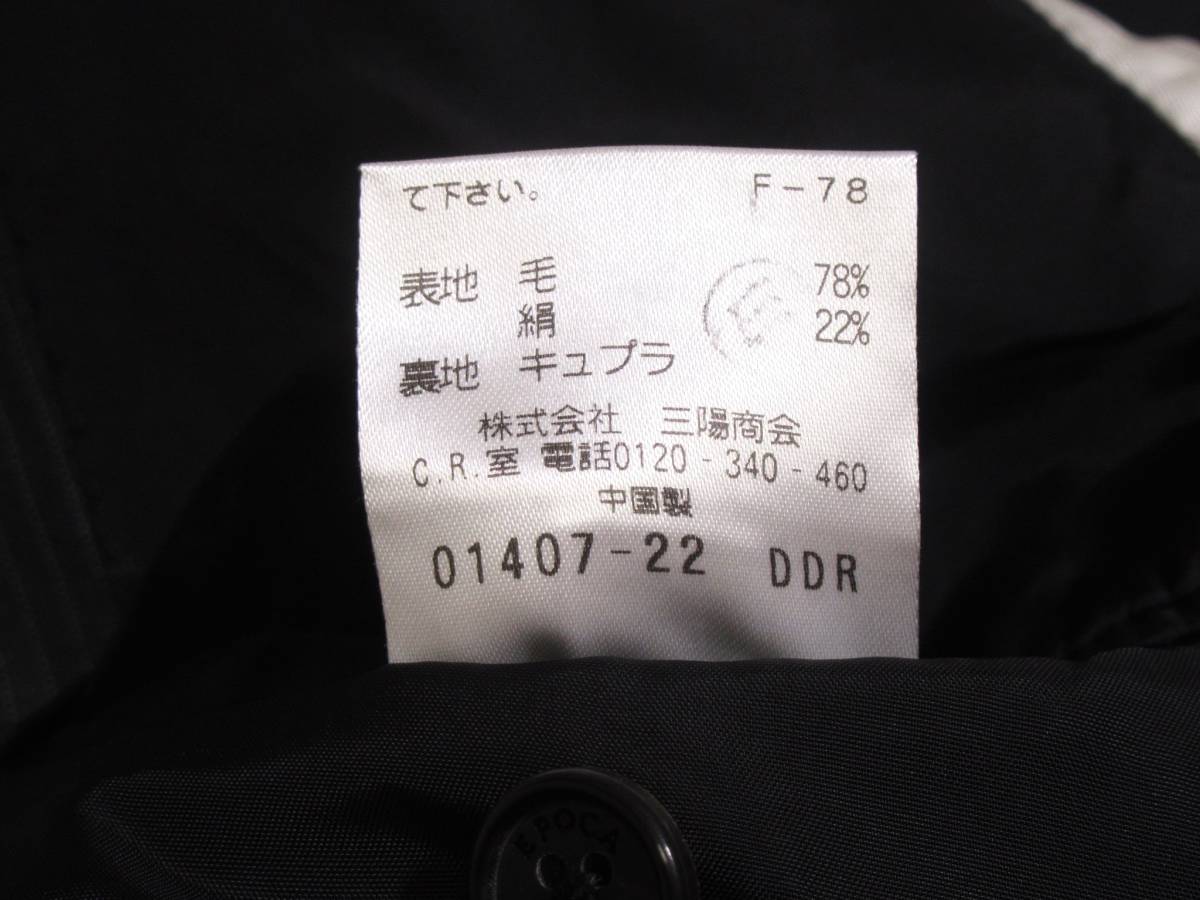 て下さい。 F-78
表地 毛 78%
絹 22%
裏地 キュプラ
株式会社 三陽商会
C.R.室 電話0120-340-460
中国製
01407-22 DDR
EPOCA